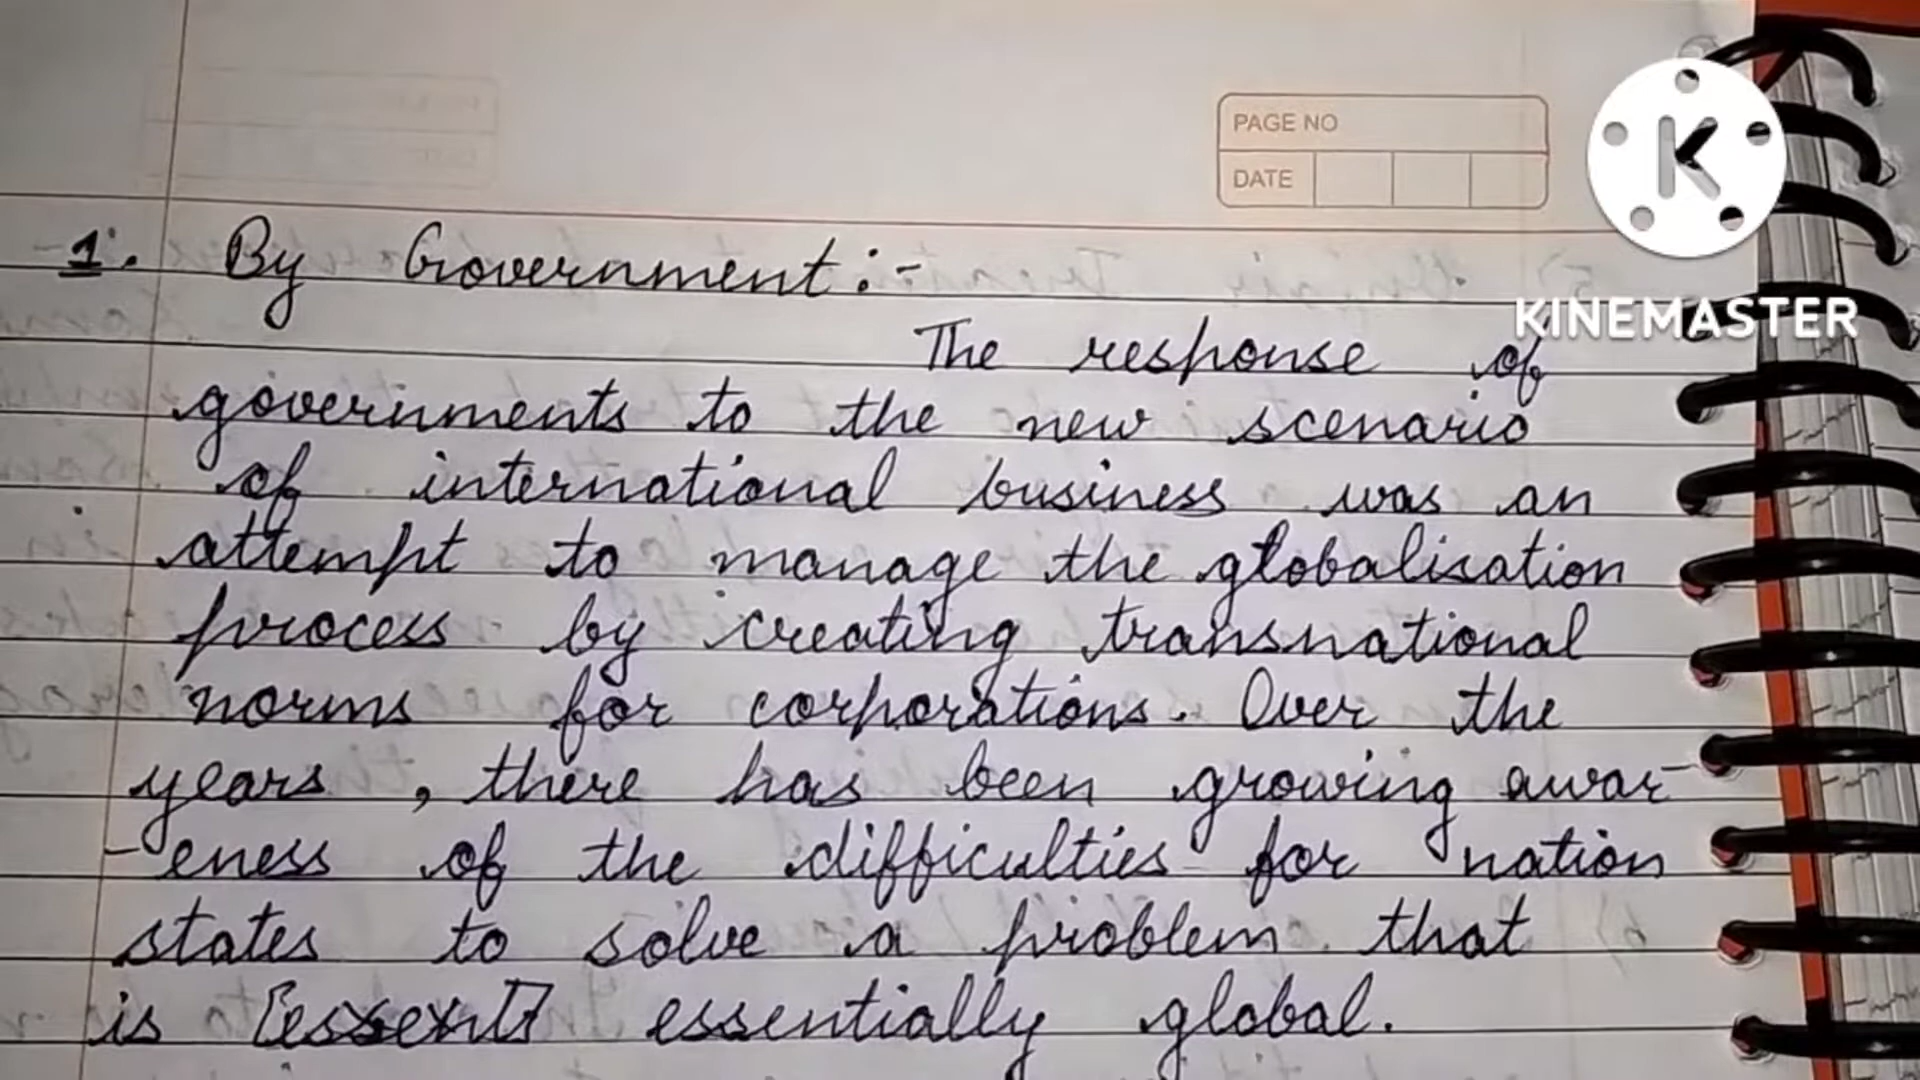 PAGE NO
DATE
KINEMASTER
1. By Government :-
The response of
governments to the new scenario
of international business was an
attempt to manage the globalisation
process by creating transnational
norms for corporations. Over the
years, there has been growing awar-
-eness of the difficulties for nation
states to solve a problem that
is essentially global.